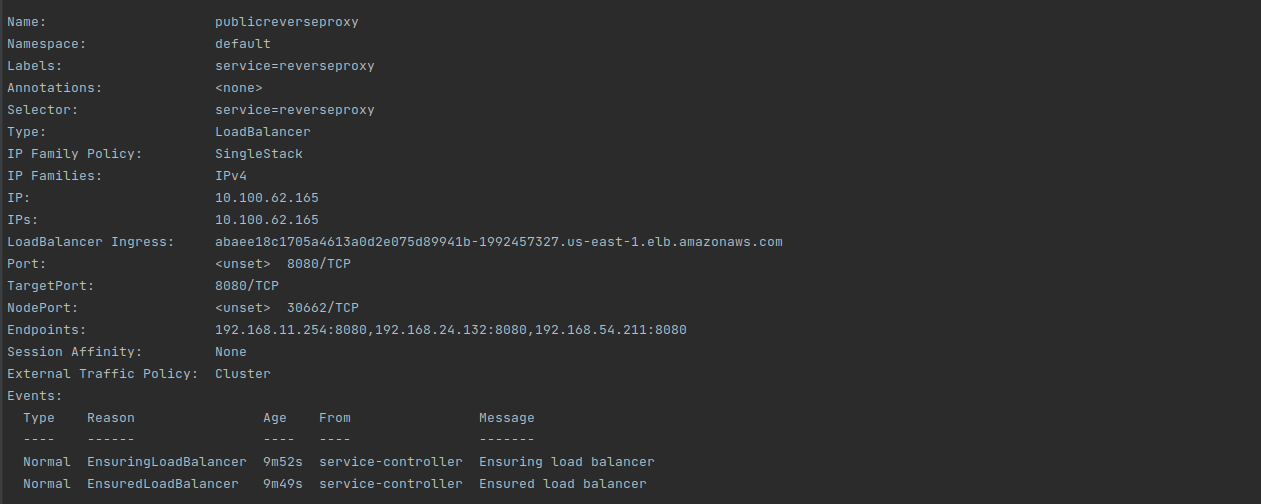 Name: publicreverseproxy
Namespace: default
Labels: service=reverseproxy
Annotations: <none>
Selector: service=reverseproxy
Type: LoadBalancer
IP Family Policy: SingleStack
IP Families: IPv4
IP: 10.100.62.165
IPs: 10.100.62.165
LoadBalancer Ingress: abaee18c1705a4613a0d2e075d89941b-1992457327.us-east-1.elb.amazonaws.com
Port: <unset> 8080/TCP
TargetPort: 8080/TCP
NodePort: <unset> 30662/TCP
Endpoints: 192.168.11.254:8080,192.168.24.132:8080,192.168.54.211:8080
Session Affinity: None
External Traffic Policy: Cluster
Events:
Type Reason Age From Message
---- ------ ---- ---- -------
Normal EnsuringLoadBalancer 9m52s service-controller Ensuring load balancer
Normal EnsuredLoadBalancer 9m49s service-controller Ensured load balancer